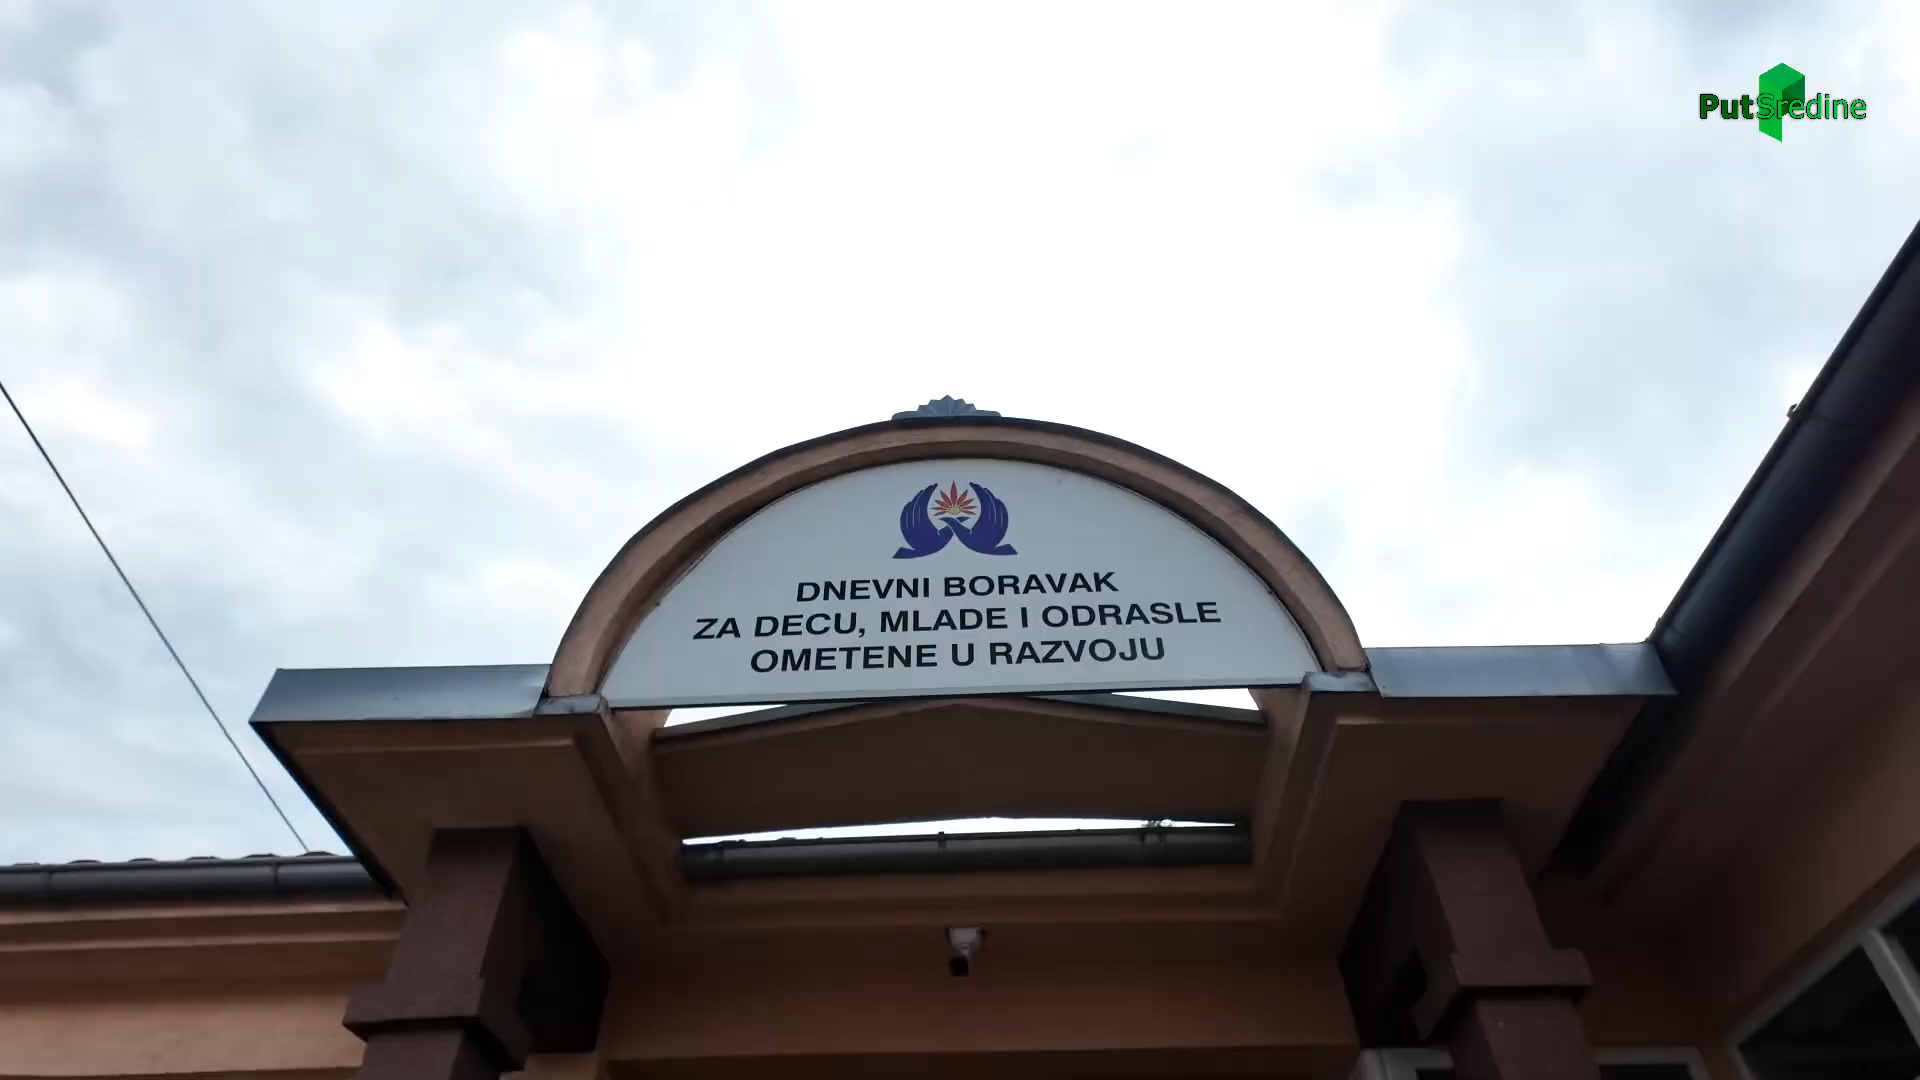 PutSredine
DNEVNI BORAVAK
ZA DECU, MLADE I ODRASLE
OMETENE U RAZVOJU